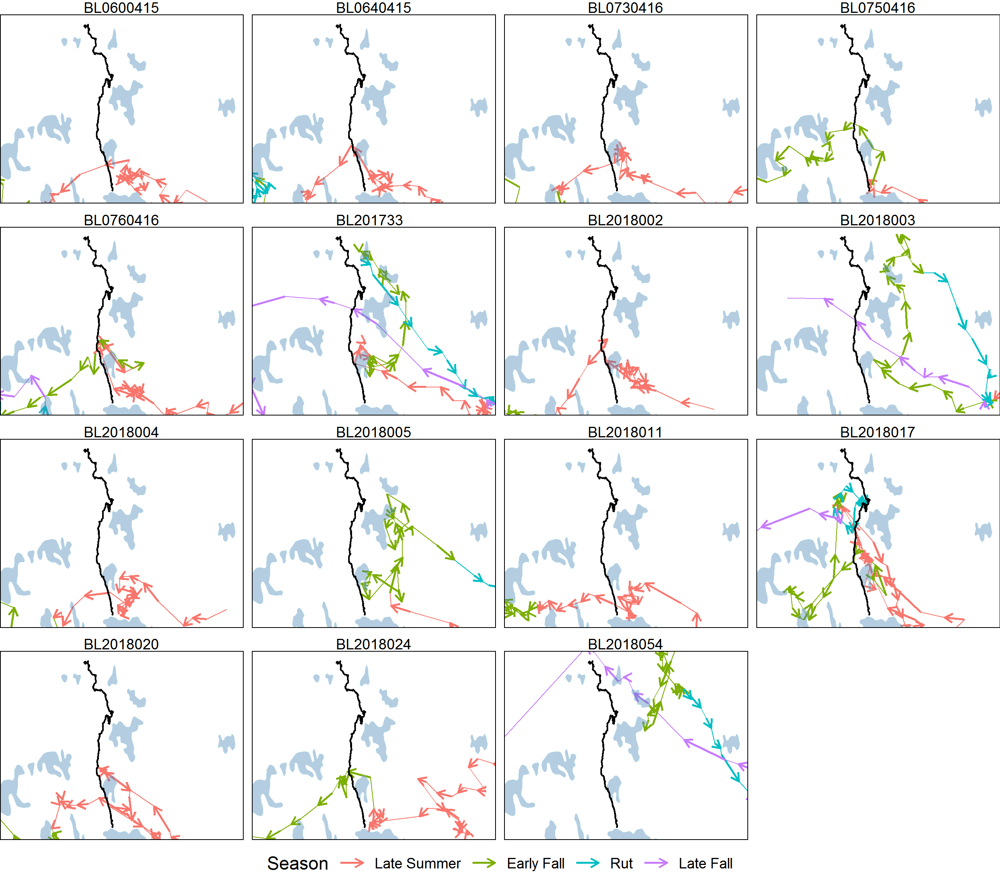 BL0600415 BL0640415 BL0730416 BL0750416
BL0760416 BL201733 BL2018002 BL2018003
BL2018004 BL2018005 BL2018011 BL2018017
BL2018020 BL2018024 BL2018054
Season Late Summer Early Fall Rut Late Fall